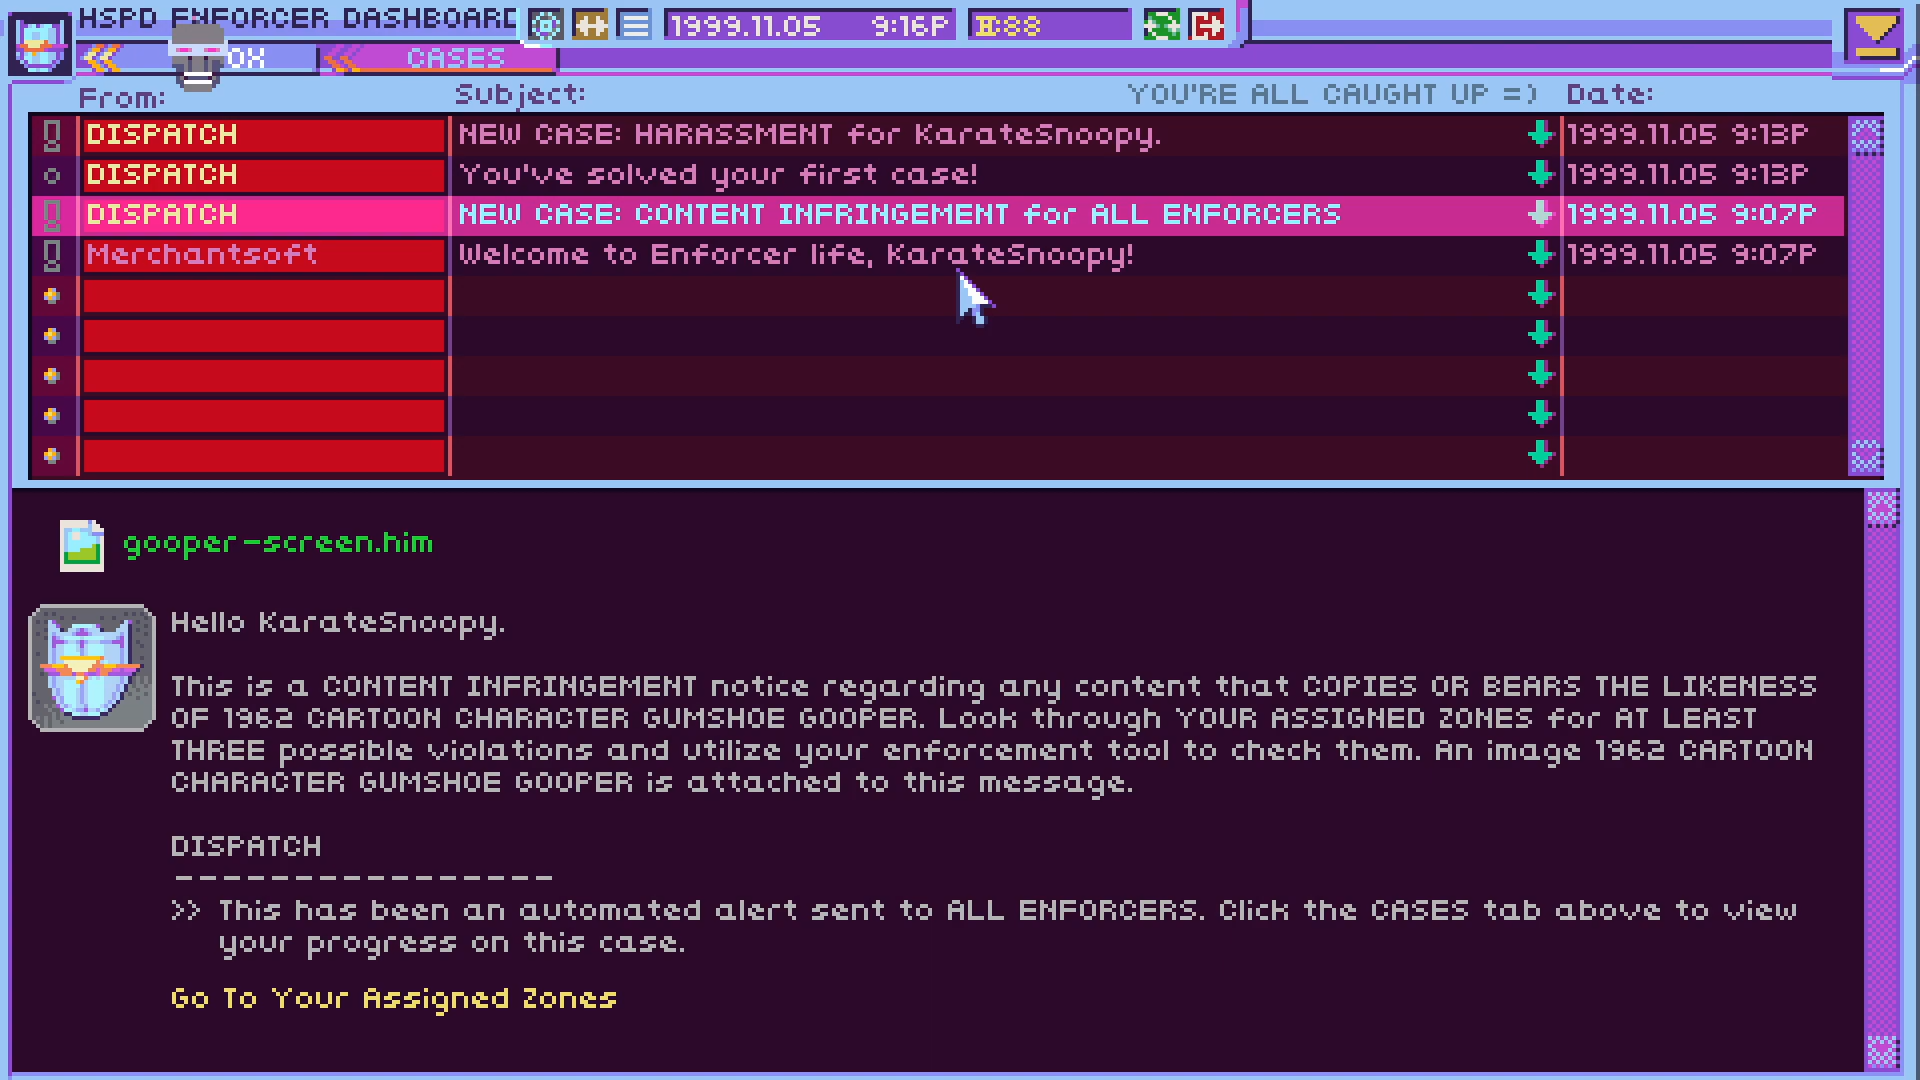 HSPD ENFORCER DASHBOARD
1999.11.05 9:16P
88
OX
CASES
From:
Subject:
YOU'RE ALL CAUGHT UP =)
Date:
DISPATCH NEW CASE: HARASSMENT for KarateSnoopy. 1999.11.05 9:13P
DISPATCH You've solved your first case! 1999.11.05 9:13P
DISPATCH NEW CASE: CONTENT INFRINGEMENT for ALL ENFORCERS 1999.11.05 9:07P
Merchantsoft Welcome to Enforcer life, KarateSnoopy! 1999.11.05 9:07P
gooper-screen.him
Hello KarateSnoopy.
This is a CONTENT INFRINGEMENT notice regarding any content that COPIES OR BEARS THE LIKENESS
OF 1962 CARTOON CHARACTER GUMSHOE GOOPER. Look through YOUR ASSIGNED ZONES for AT LEAST
THREE possible violations and utilize your enforcement tool to check them. An image 1962 CARTOON
CHARACTER GUMSHOE GOOPER is attached to this message.
DISPATCH
----------------
>> This has been an automated alert sent to ALL ENFORCERS. Click the CASES tab above to view
your progress on this case.
Go To Your Assigned Zones